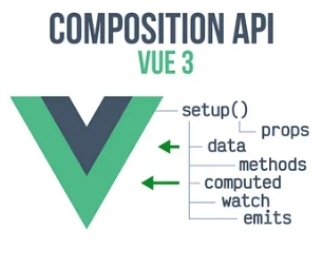 COMPOSITION API
VUE 3
setup()
props
data
methods
computed
watch
emits